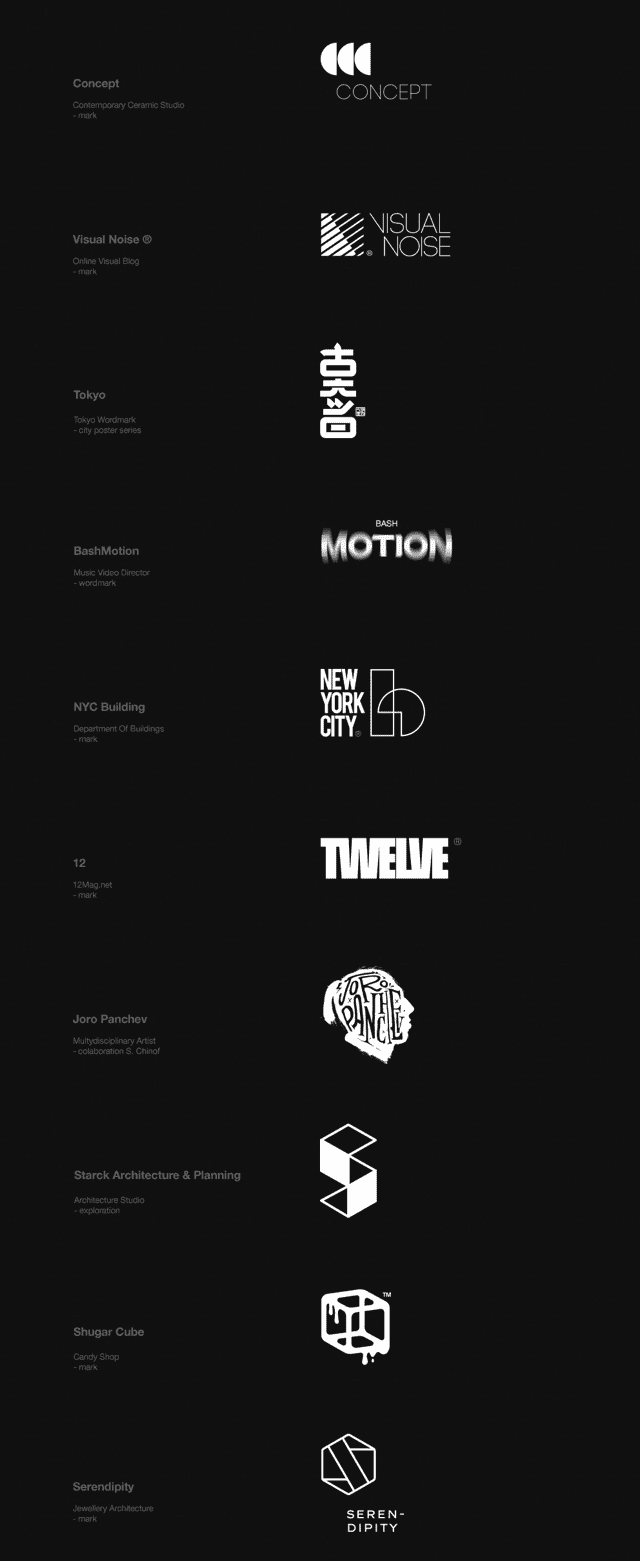 Concept
Contemporary Ceramic Studio
- mark
CONCEPT
Visual Noise ®
Online Visual Blog
- mark
VISUAL
NOISE
®
Tokyo
Tokyo Wordmark
- city poster series
BashMotion
Music Video Director
- wordmark
BASH
MOTION
NYC Building
Department Of Buildings
- mark
NEW
YORK
CITY®
12
12Mag.net
- mark
TWELVE ®
Joro Panchev
Multydisciplinary Artist
- colaboration S. Chinof
JORO
PANCHEV
Starck Architecture & Planning
Architecture Studio
- exploration
Shugar Cube
Candy Shop
- mark
TM
Serendipity
Jewellery Architecture
- mark
SEREN-
DIPITY